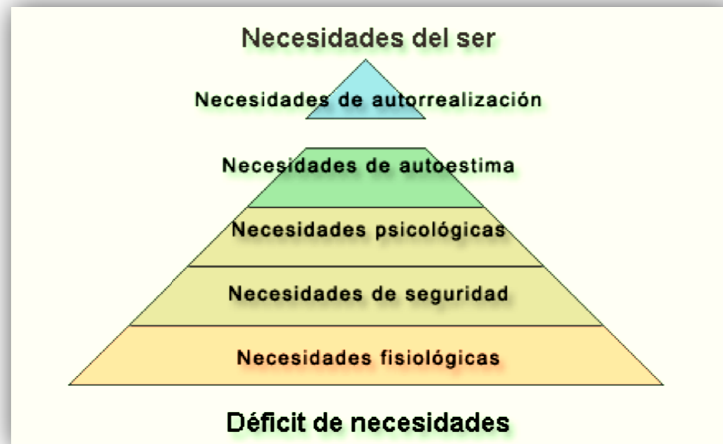 Necesidades del ser
Necesidades de autorrealización
Necesidades de autoestima
Necesidades psicológicas
Necesidades de seguridad
Necesidades fisiológicas
Déficit de necesidades